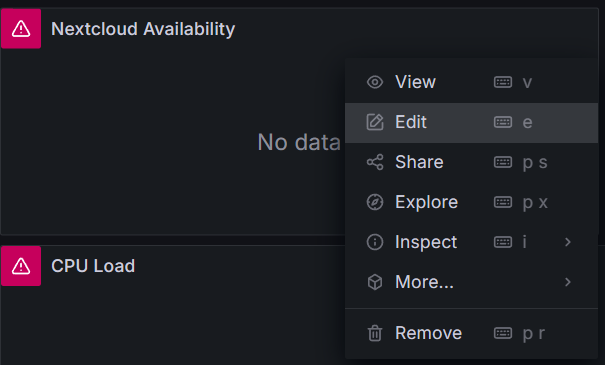 Nextcloud Availability
No data
View v
Edit e
Share p s
Explore p x
Inspect i
More...
Remove p r
CPU Load